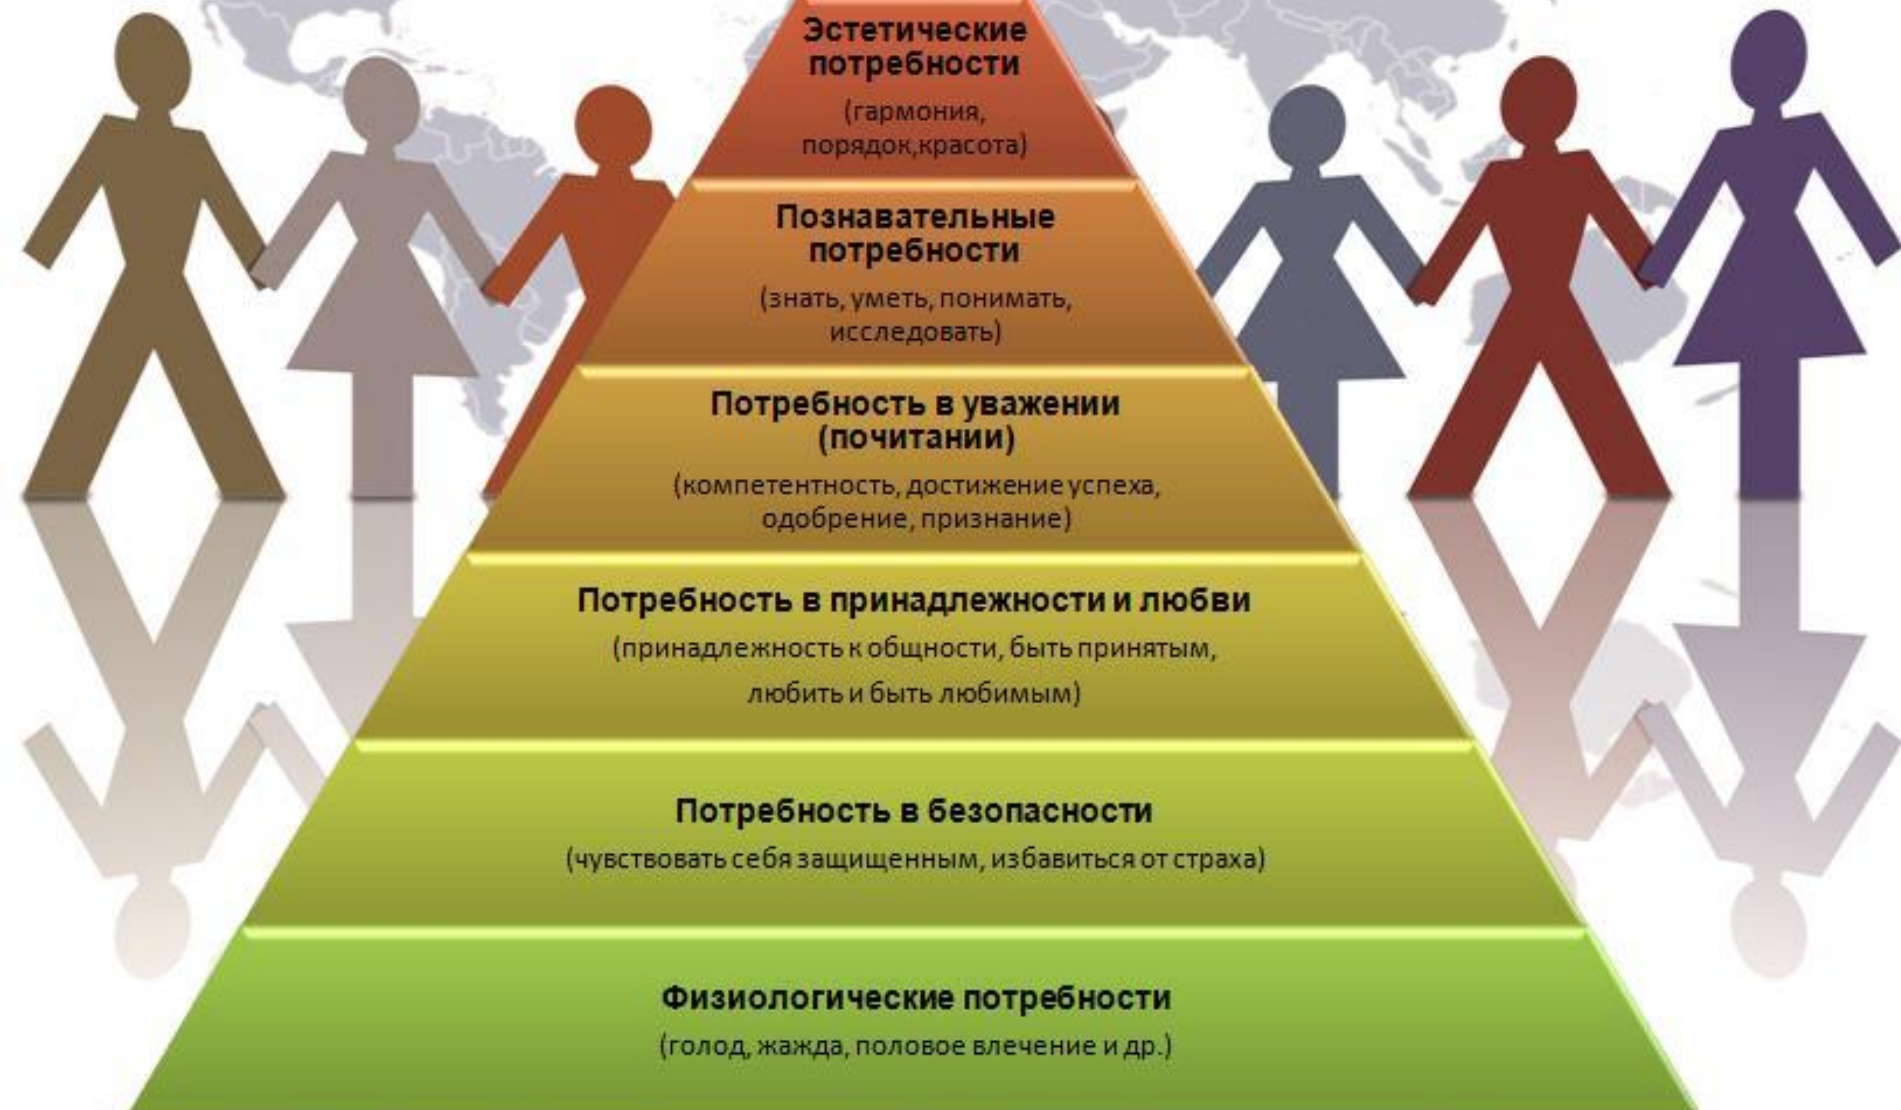 Эстетические
потребности
(гармония,
порядок,красота)
Познавательные
потребности
(знать, уметь, понимать,
исследовать)
Потребность в уважении
(почитании)
(компетентность, достижение успеха,
одобрение, признание)
Потребность в принадлежности и любви
(принадлежность к общности, быть принятым,
любить и быть любимым)
Потребность в безопасности
(чувствовать себя защищенным, избавиться от страха)
Физиологические потребности
(голод, жажда, половое влечение и др.)